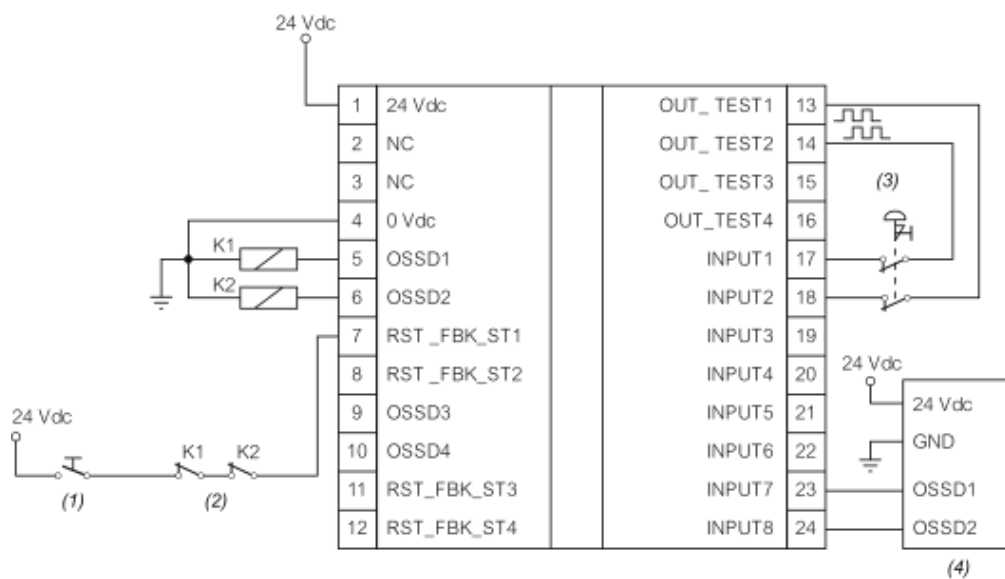 24 Vdc
1 24 Vdc OUT_ TEST1 13
2 NC OUT_ TEST2 14
3 NC OUT_ TEST3 15 (3)
4 0 Vdc OUT_TEST4 16
K1 5 OSSD1 INPUT1 17
K2 6 OSSD2 INPUT2 18
7 RST _FBK_ST1 INPUT3 19
8 RST _FBK_ST2 INPUT4 20 24 Vdc
9 OSSD3 INPUT5 21 24 Vdc
24 Vdc
10 OSSD4 INPUT6 22 GND
K1 K2
11 RST_FBK_ST3 INPUT7 23 OSSD1
(1) (2)
12 RST_FBK_ST4 INPUT8 24 OSSD2
(4)